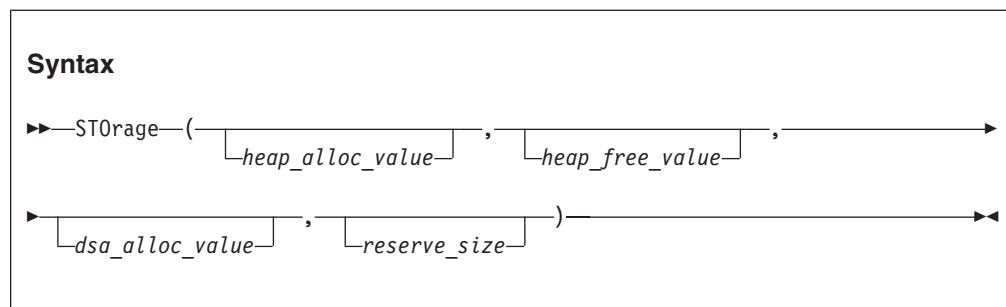 Syntax
STOrage ( , ,
heap_alloc_value heap_free_value
, )
dsa_alloc_value reserve_size